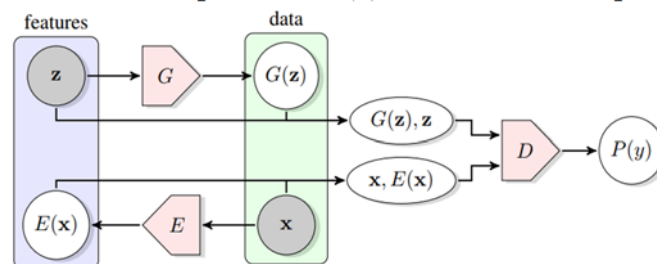 features data
z G G(z)
G(z), z
D P(y)
x, E(x)
E(x) E x